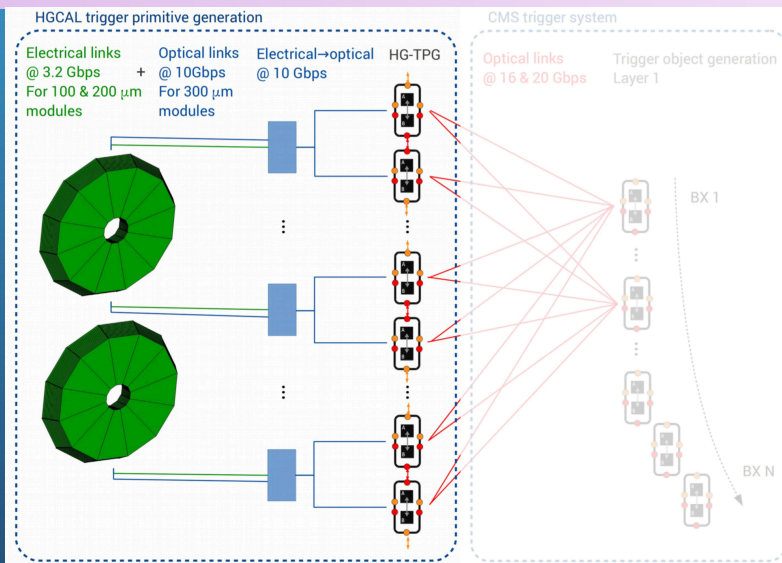 HGCAL trigger primitive generation
CMS trigger system
Electrical links
@ 3.2 Gbps
For 100 & 200 μm
modules
+
Optical links
@ 10Gbps
For 300 μm
modules
Electrical→optical
@ 10 Gbps
HG-TPG
Optical links
@ 16 & 20 Gbps
Trigger object generation
Layer 1
BX 1
BX N